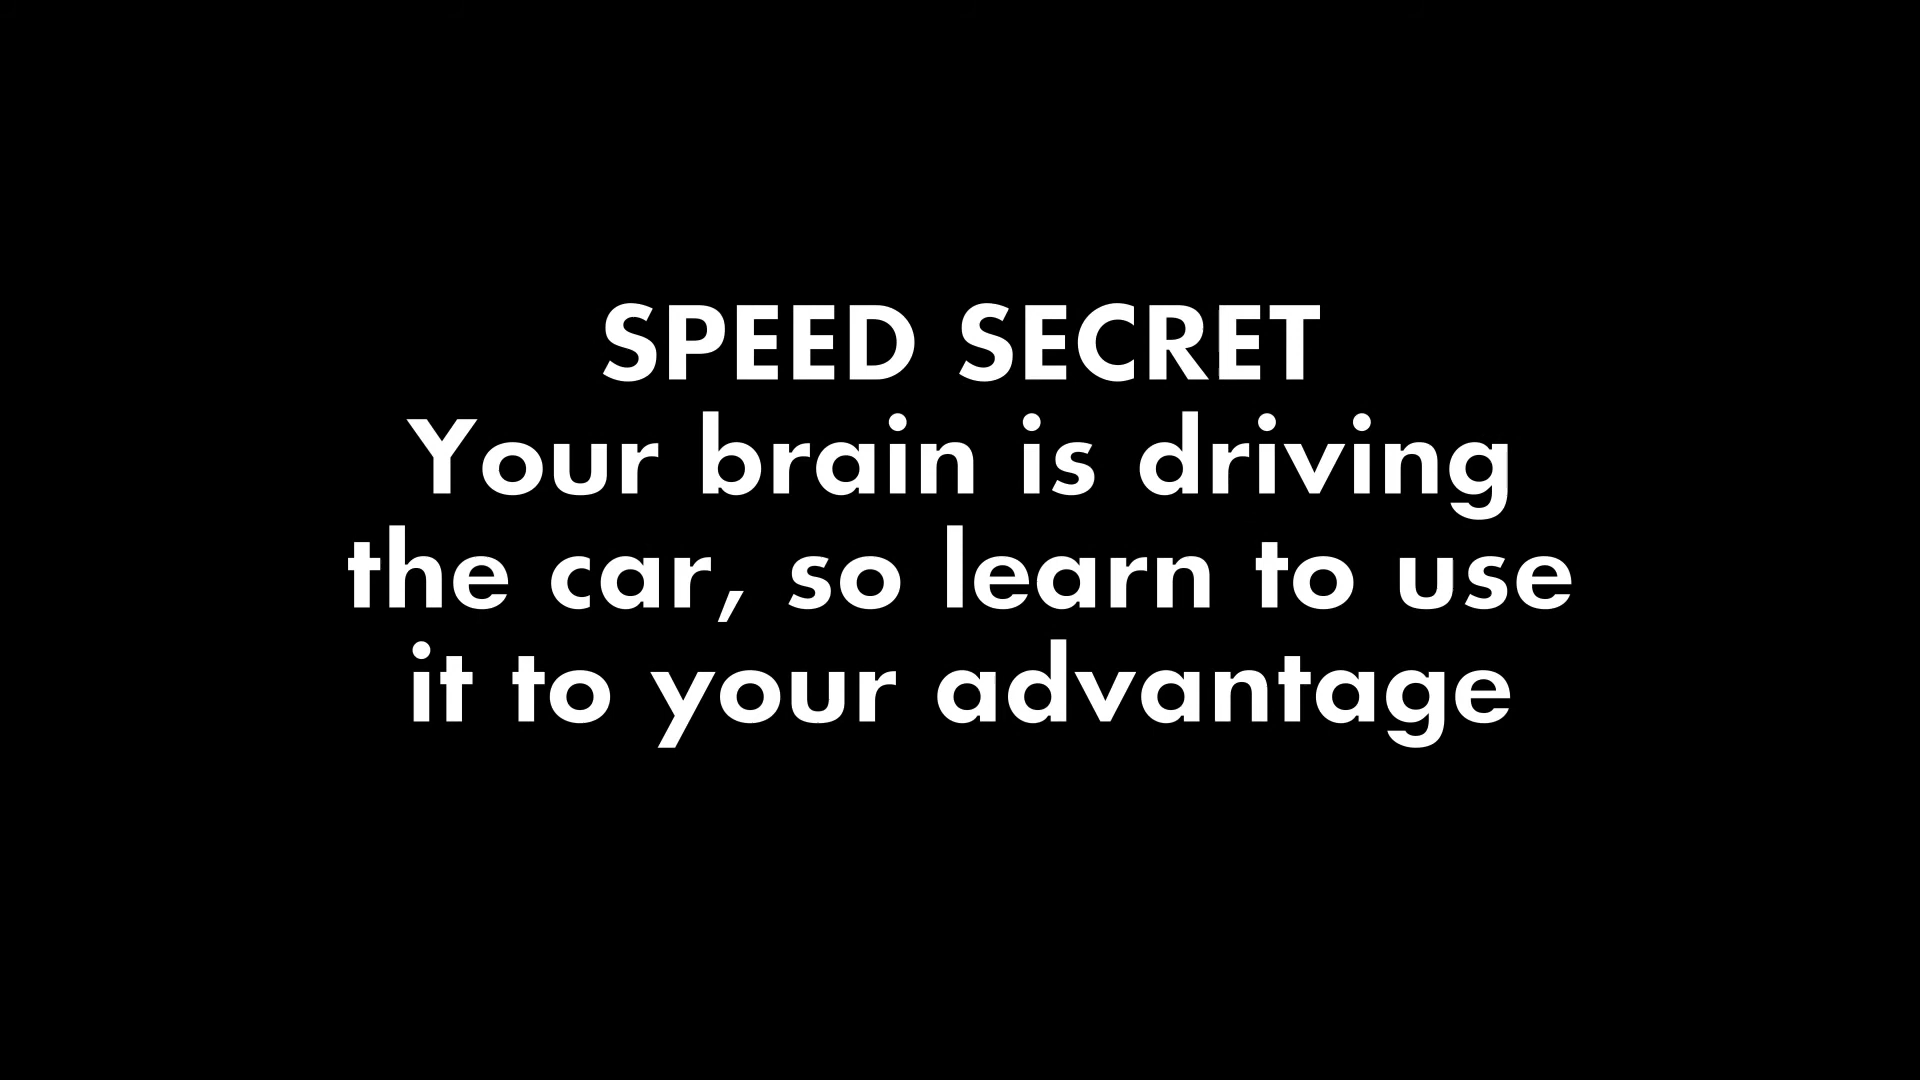 SPEED SECRET
Your brain is driving
the car, so learn to use
it to your advantage